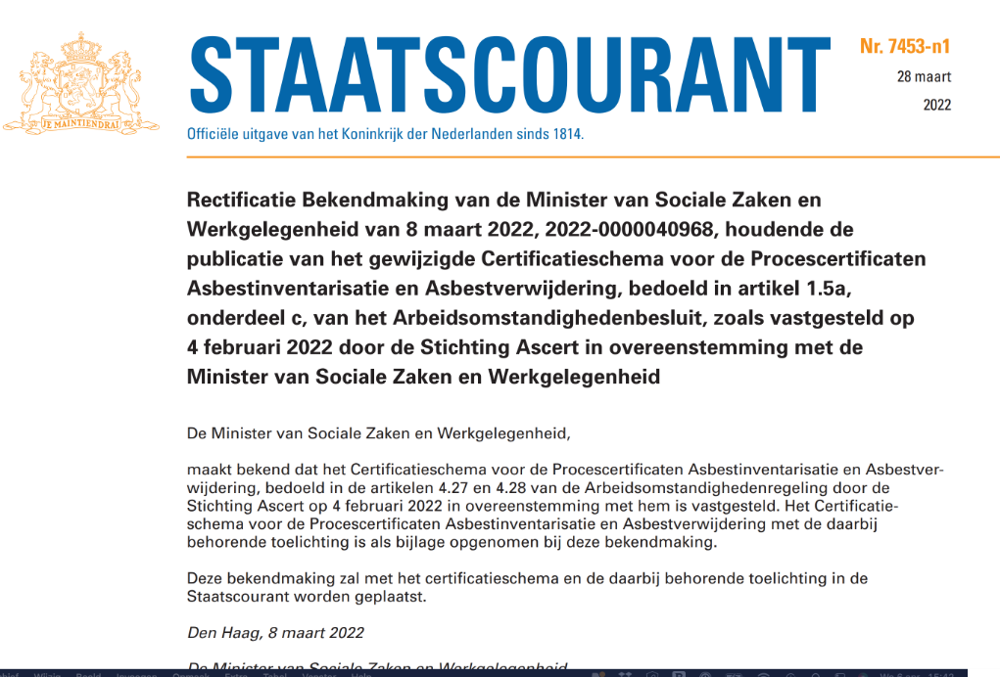 JE MAINTIENDRAI
STAATSCOURANT
Nr. 7453-n1
28 maart
2022
Officiële uitgave van het Koninkrijk der Nederlanden sinds 1814.
Rectificatie Bekendmaking van de Minister van Sociale Zaken en
Werkgelegenheid van 8 maart 2022, 2022-0000040968, houdende de
publicatie van het gewijzigde Certificatieschema voor de Procescertificaten
Asbestinventarisatie en Asbestverwijdering, bedoeld in artikel 1.5a,
onderdeel c, van het Arbeidsomstandighedenbesluit, zoals vastgesteld op
4 februari 2022 door de Stichting Ascert in overeenstemming met de
Minister van Sociale Zaken en Werkgelegenheid
De Minister van Sociale Zaken en Werkgelegenheid,
maakt bekend dat het Certificatieschema voor de Procescertificaten Asbestinventarisatie en Asbestver-
wijdering, bedoeld in de artikelen 4.27 en 4.28 van de Arbeidsomstandighedenregeling door de
Stichting Ascert op 4 februari 2022 in overeenstemming met hem is vastgesteld. Het Certificatie-
schema voor de Procescertificaten Asbestinventarisatie en Asbestverwijdering met de daarbij
behorende toelichting is als bijlage opgenomen bij deze bekendmaking.
Deze bekendmaking zal met het certificatieschema en de daarbij behorende toelichting in de
Staatscourant worden geplaatst.
Den Haag, 8 maart 2022
De Minister van Sociale Zaken en Werkgelegenheid